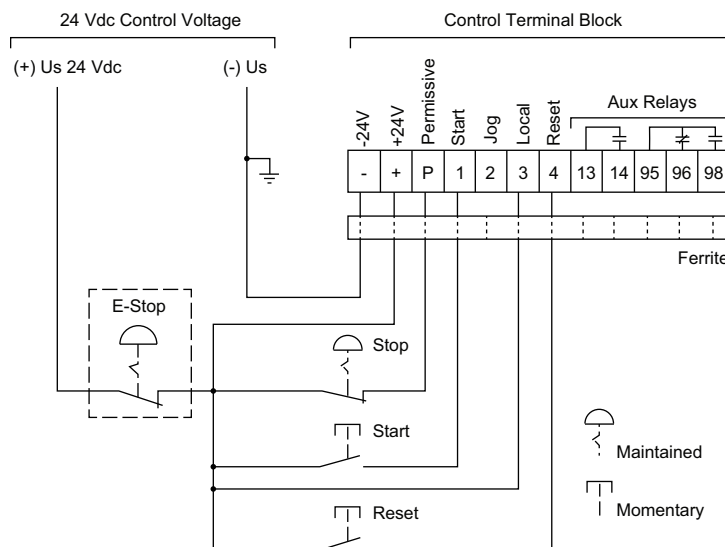 24 Vdc Control Voltage
Control Terminal Block
(+) Us 24 Vdc
(-) Us
-24V
+24V
Permissive
Start
Jog
Local
Reset
Aux Relays
- + P 1 2 3 4 13 14 95 96 98
Ferrite
E-Stop
Stop
Start
Maintained
Reset
Momentary